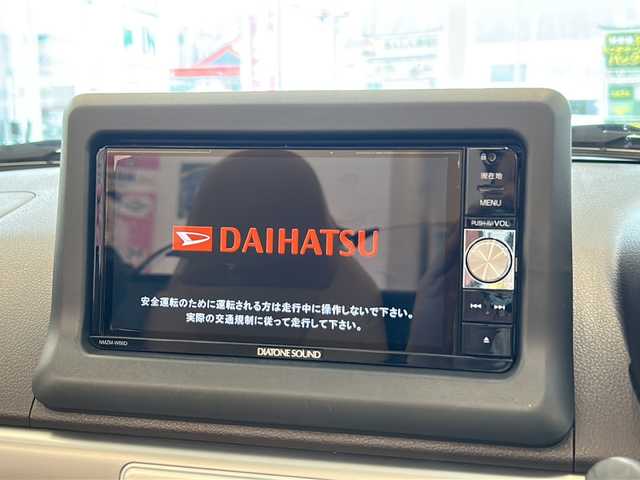 現在地
MENU
PUSH VOL
DAIHATSU
安全運転のために運転される方は走行中に操作しないで下さい。
実際の交通規制に従って走行して下さい。
NMZM-W66D
DIATONE SOUND